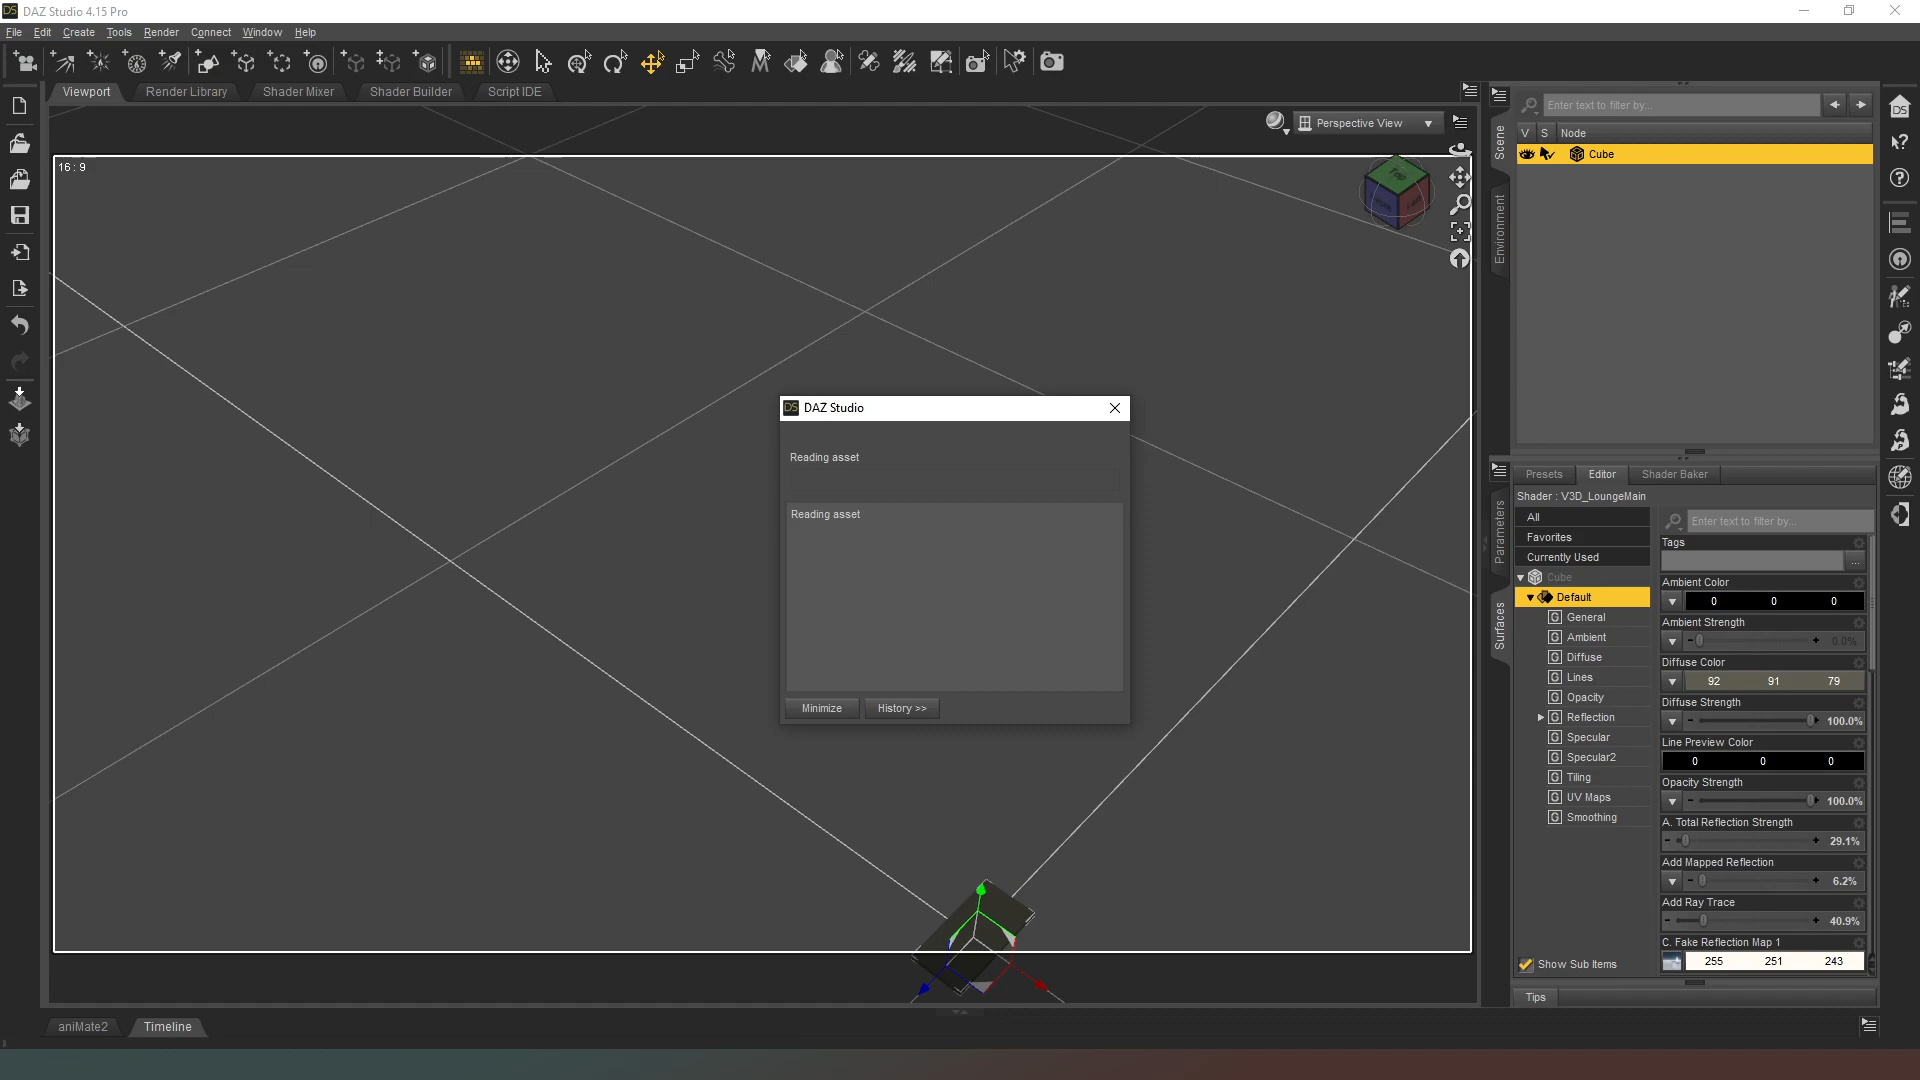 DS DAZ Studio 4.15 Pro
File Edit Create Tools Render Connect Window Help
Viewport Render Library Shader Mixer Shader Builder Script IDE
Perspective View
16 : 9
Top
DS DAZ Studio
Reading asset
Reading asset
Minimize History >>
Scene
Environment
Enter text to filter by...
V S Node
Cube
DS
Parameters
Surfaces
Presets Editor Shader Baker
Shader : V3D_LoungeMain
All
Favorites
Currently Used
Cube
Default
G General
G Ambient
G Diffuse
G Lines
G Opacity
G Reflection
G Specular
G Specular2
G Tiling
G UV Maps
G Smoothing
Show Sub Items
Enter text to filter by...
Tags
...
Ambient Color
0 0 0
Ambient Strength
0.0%
Diffuse Color
92 91 79
Diffuse Strength
100.0%
Line Preview Color
0 0 0
Opacity Strength
100.0%
A. Total Reflection Strength
29.1%
Add Mapped Reflection
6.2%
Add Ray Trace
40.9%
C. Fake Reflection Map 1
255 251 243
Tips
aniMate2 Timeline